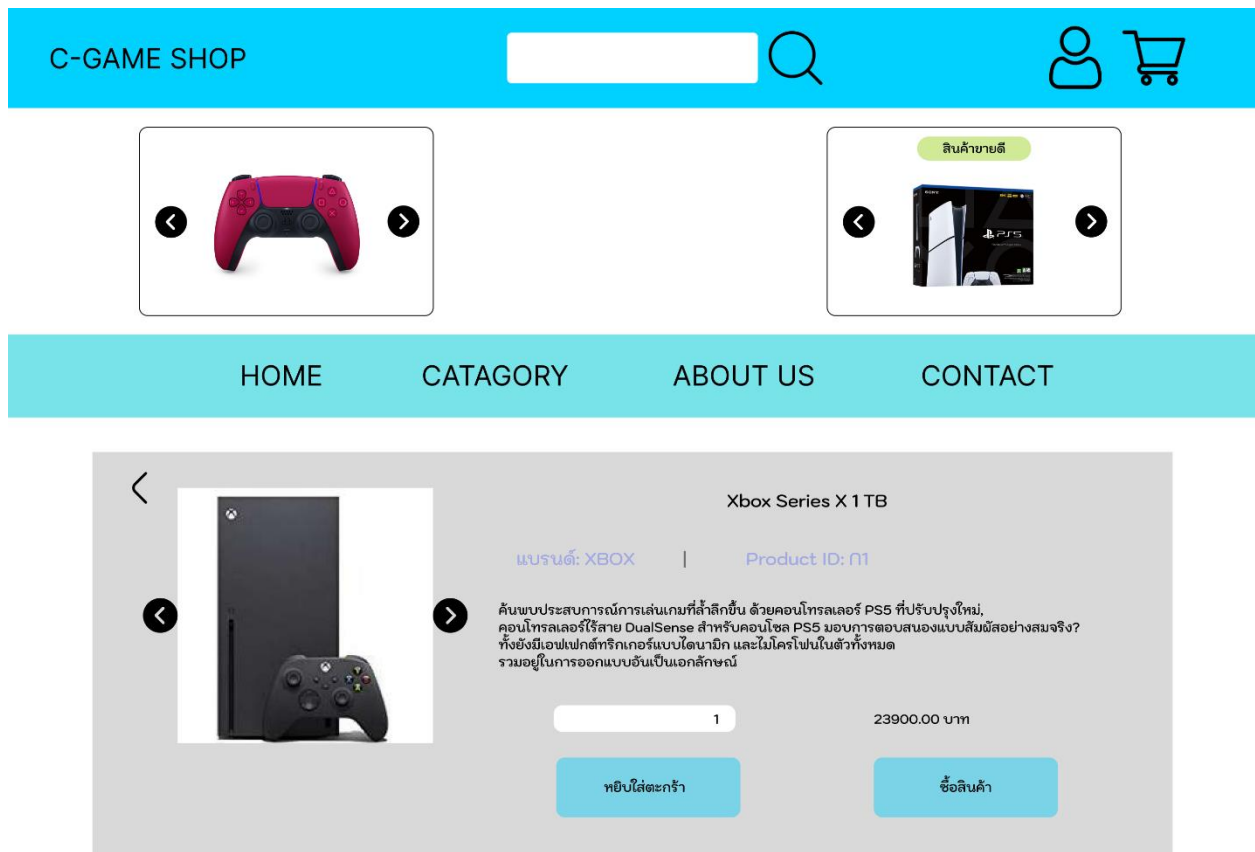 C-GAME SHOP
สินค้าขายดี
SONY
PS5
HOME
CATAGORY
ABOUT US
CONTACT
Xbox Series X 1 TB
แบรนด์: XBOX | Product ID: ก1
ค้นพบประสบการณ์การเล่นเกมที่ล้ำลึกขึ้น ด้วยคอนโทรลเลอร์ PS5 ที่ปรับปรุงใหม่,
คอนโทรลเลอร์ไร้สาย DualSense สำหรับคอนโซล PS5 มอบการตอบสนองแบบสัมผัสอย่างสมจริง?
ทั้งยังมีเอฟเฟกต์ทริกเกอร์แบบไดนามิก และไมโครโฟนในตัวทั้งหมด
รวมอยู่ในการออกแบบอันเป็นเอกลักษณ์
1
23900.00 บาท
หยิบใส่ตะกร้า
ซื้อสินค้า